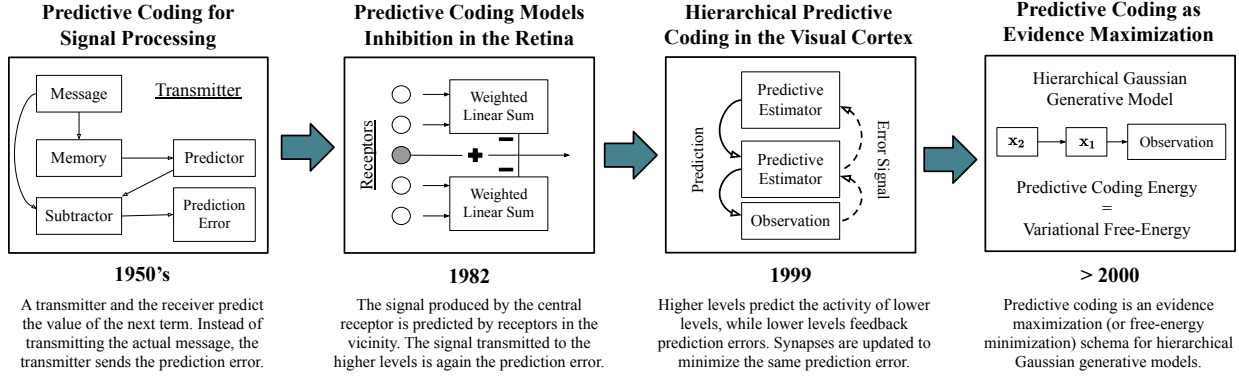 Predictive Coding for
Signal Processing
Message
Transmitter
Memory
Predictor
Subtractor
Prediction
Error
1950's
A transmitter and the receiver predict
the value of the next term. Instead of
transmitting the actual message, the
transmitter sends the prediction error.
Predictive Coding Models
Inhibition in the Retina
Receptors
Weighted
Linear Sum
−
+
−
Weighted
Linear Sum
1982
The signal produced by the central
receptor is predicted by receptors in the
vicinity. The signal transmitted to the
higher levels is again the prediction error.
Hierarchical Predictive
Coding in the Visual Cortex
Predictive
Estimator
Prediction
Error Signal
Predictive
Estimator
Observation
1999
Higher levels predict the activity of lower
levels, while lower levels feedback
prediction errors. Synapses are updated to
minimize the same prediction error.
Predictive Coding as
Evidence Maximization
Hierarchical Gaussian
Generative Model
x₂
x₁
Observation
Predictive Coding Energy
=
Variational Free-Energy
> 2000
Predictive coding is an evidence
maximization (or free-energy
minimization) schema for hierarchical
Gaussian generative models.